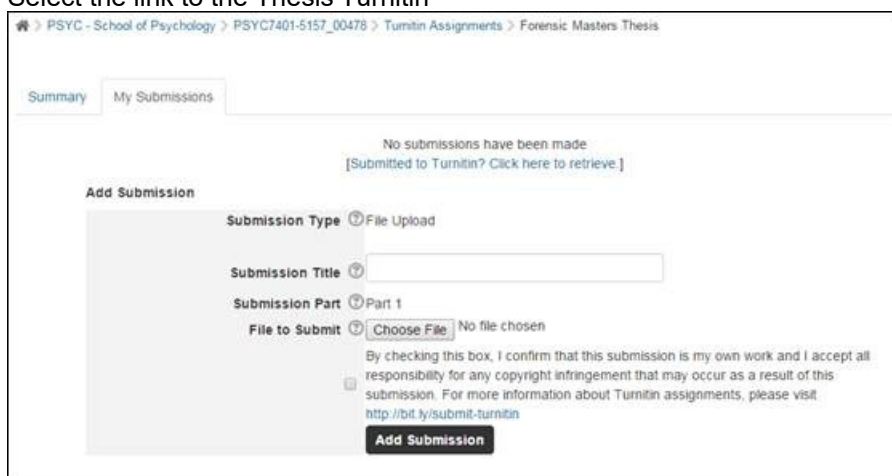 Select the link to the Thesis Turnitin
> PSYC - School of Psychology > PSYC7401-5157_00478 > Turnitin Assignments > Forensic Masters Thesis
Summary My Submissions
No submissions have been made
[Submitted to Turnitin? Click here to retrieve.]
Add Submission
Submission Type ? File Upload
Submission Title ?
Submission Part ? Part 1
File to Submit ? Choose File No file chosen
By checking this box, I confirm that this submission is my own work and I accept all
responsibility for any copyright infringement that may occur as a result of this
submission. For more information about Turnitin assignments, please visit
http://bit.ly/submit-turnitin
Add Submission